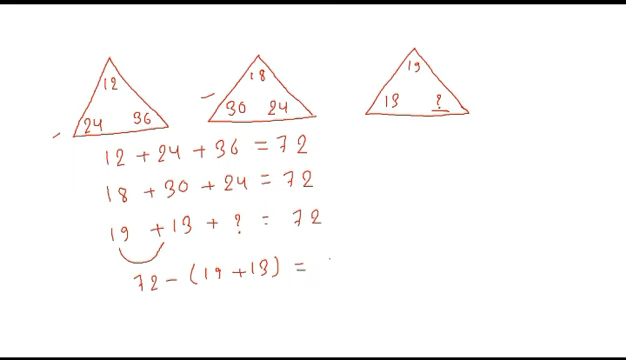 12 18 19
24 36 30 24 13 ?
12 + 24 + 36 = 72
18 + 30 + 24 = 72
19 + 13 + ? = 72
72 - (19 + 13) =